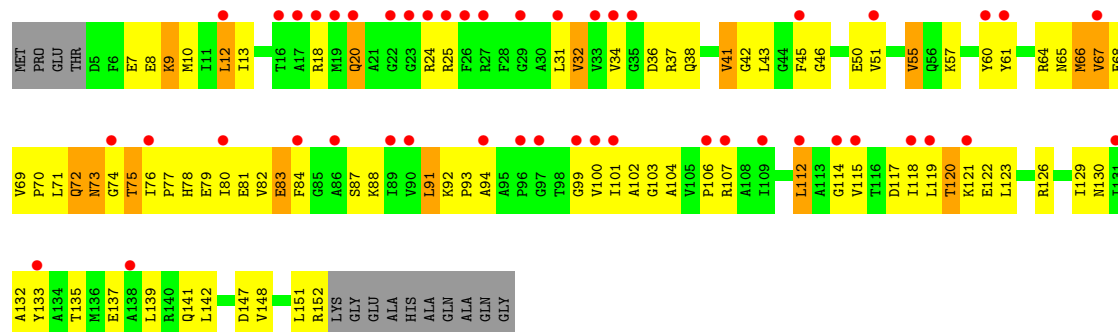 MET PRO GLU THR D5 F6 E7 E8 K9 M10 I11 L12 I13 T16 A17 R18 M19 Q20 A21 G22 G23 R24 R25 F26 R27 F28 G29 A30 L31 V32 V33 V34 G35 D36 R37 Q38 V41 G42 L43 G44 F45 G46 E50 V51 V55 Q56 K57 Y60 Y61 R64 N65 M66 V67 E68
V69 P70 L71 Q72 N73 G74 T75 I76 P77 H78 E79 I80 E81 V82 E83 F84 G85 A86 S87 K88 I89 V90 L91 K92 P93 A94 A95 P96 G97 T98 G99 V100 I101 A102 G103 A104 V105 P106 R107 A108 I109 L112 A113 G114 V115 T116 D117 I118 L119 T120 K121 E122 L123 R126 I129 N130 I131
A132 Y133 A134 T135 M136 E137 A138 L139 R140 Q141 L142 D147 V148 L151 R152 LYS GLY GLU ALA HIS ALA GLN ALA GLN GLY